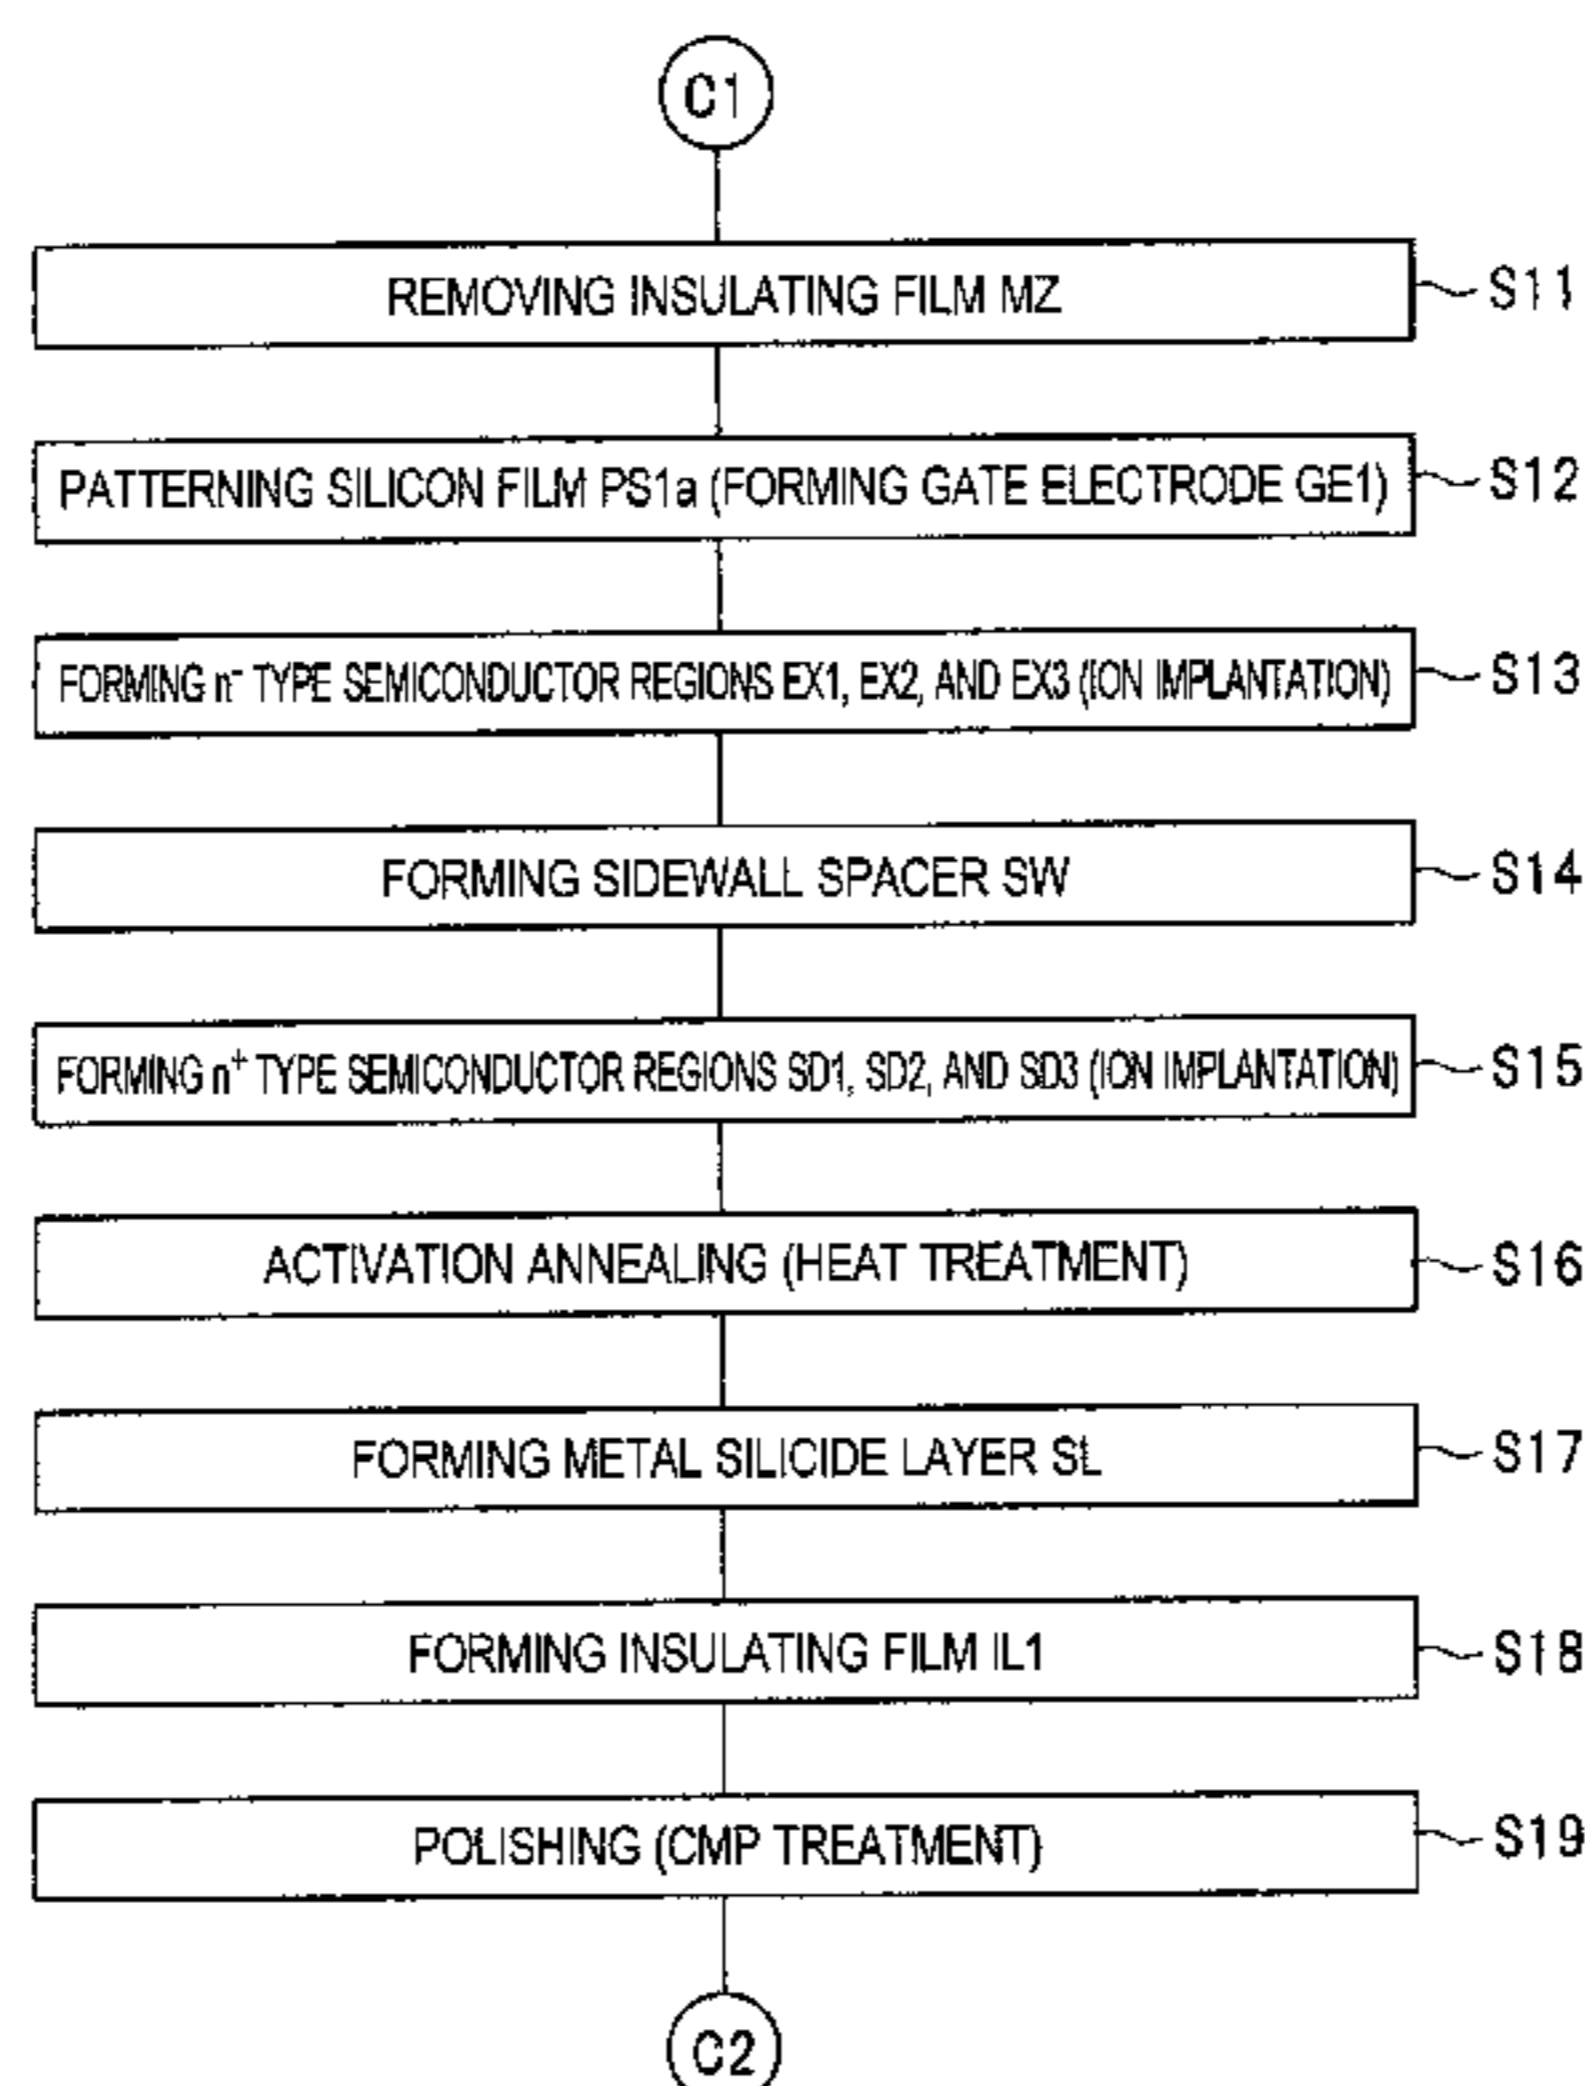 C1
REMOVING INSULATING FILM MZ
S11
PATTERNING SILICON FILM PS1a (FORMING GATE ELECTRODE GE1)
S12
FORMING n⁻ TYPE SEMICONDUCTOR REGIONS EX1, EX2, AND EX3 (ION IMPLANTATION)
S13
FORMING SIDEWALL SPACER SW
S14
FORMING n⁺ TYPE SEMICONDUCTOR REGIONS SD1, SD2, AND SD3 (ION IMPLANTATION)
S15
ACTIVATION ANNEALING (HEAT TREATMENT)
S16
FORMING METAL SILICIDE LAYER SL
S17
FORMING INSULATING FILM IL1
S18
POLISHING (CMP TREATMENT)
S19
C2